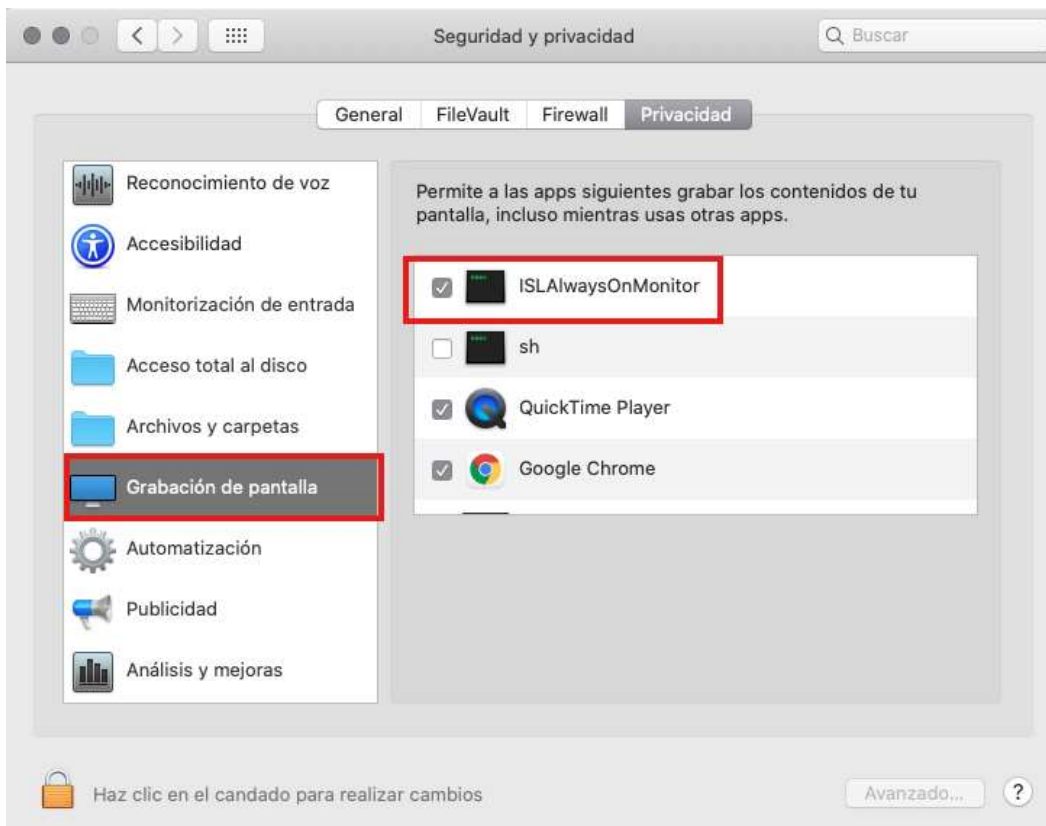 Seguridad y privacidad
Buscar
General FileVault Firewall Privacidad
Reconocimiento de voz
Accesibilidad
Monitorización de entrada
Acceso total al disco
Archivos y carpetas
Grabación de pantalla
Automatización
Publicidad
Análisis y mejoras
Permite a las apps siguientes grabar los contenidos de tu
pantalla, incluso mientras usas otras apps.
ISLAlwaysOnMonitor
sh
QuickTime Player
Google Chrome
Haz clic en el candado para realizar cambios
Avanzado... ?